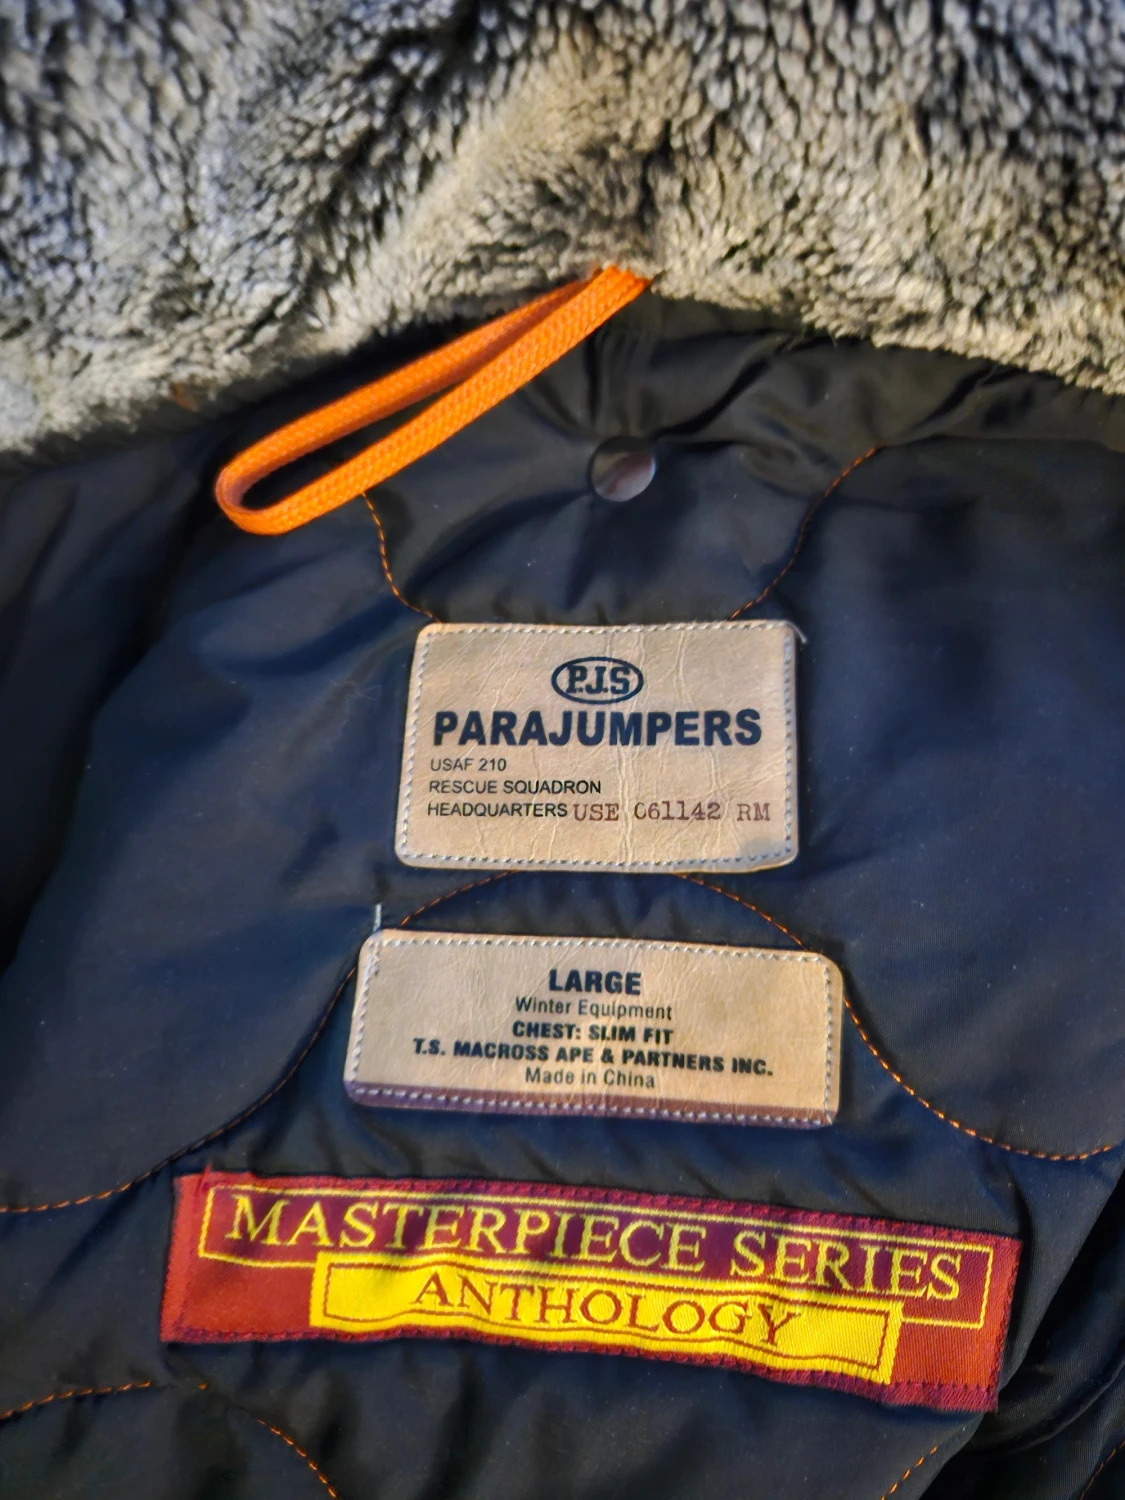 P.J.S
PARAJUMPERS
USAF 210
RESCUE SQUADRON
HEADQUARTERS USE 061142 RM
LARGE
Winter Equipment
CHEST: SLIM FIT
T.S. MACROSS APE & PARTNERS INC.
Made in China
MASTERPIECE SERIES
ANTHOLOGY